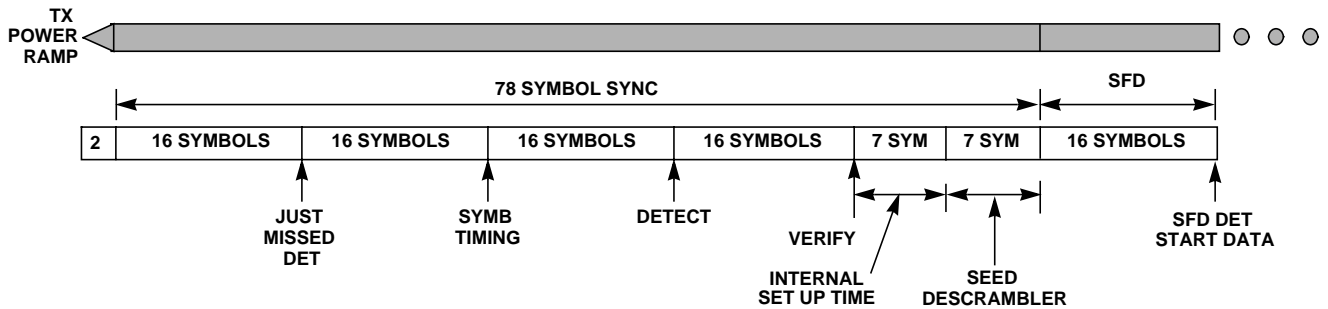 TX
POWER
RAMP
78 SYMBOL SYNC
SFD
2
16 SYMBOLS
16 SYMBOLS
16 SYMBOLS
16 SYMBOLS
7 SYM
7 SYM
16 SYMBOLS
JUST
MISSED
DET
SYMB
TIMING
DETECT
VERIFY
INTERNAL
SET UP TIME
SEED
DESCRAMBLER
SFD DET
START DATA